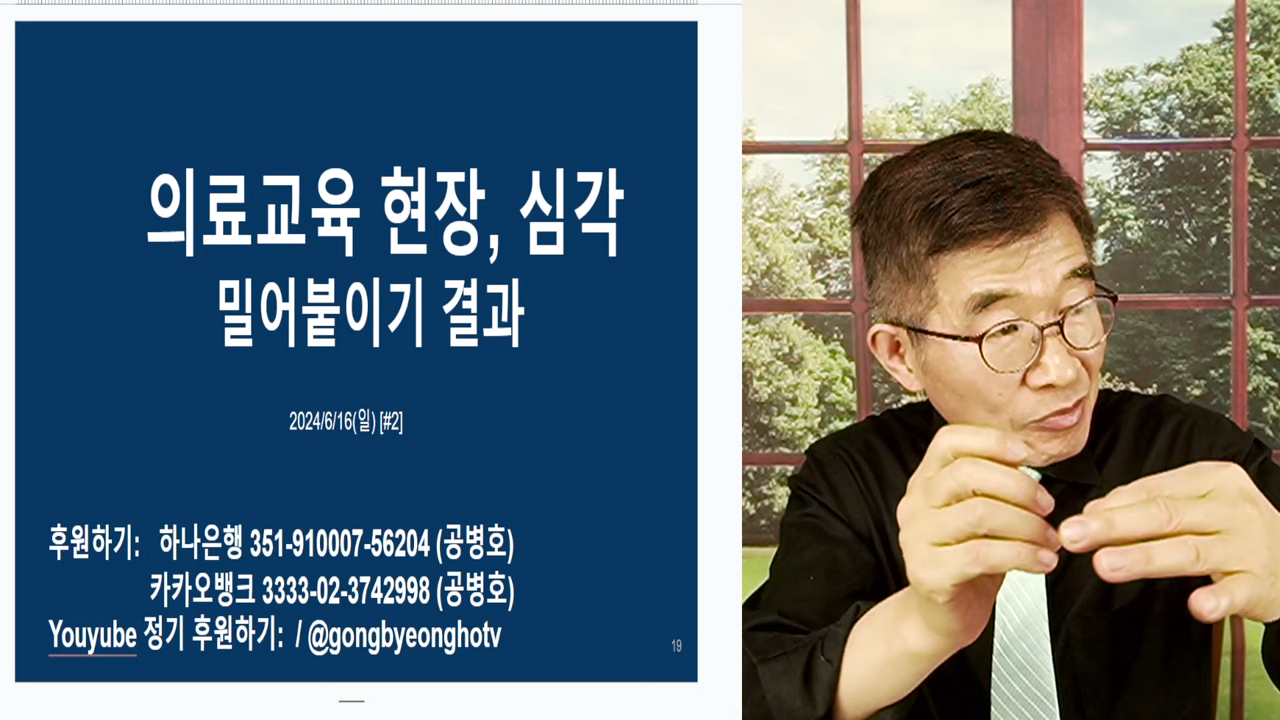 의료교육 현장, 심각
밀어붙이기 결과
2024/6/16(일) [#2]
후원하기: 하나은행 351-910007-56204 (공병호)
카카오뱅크 3333-02-3742998 (공병호)
Youyube 정기 후원하기: / @gongbyeonghotv
19